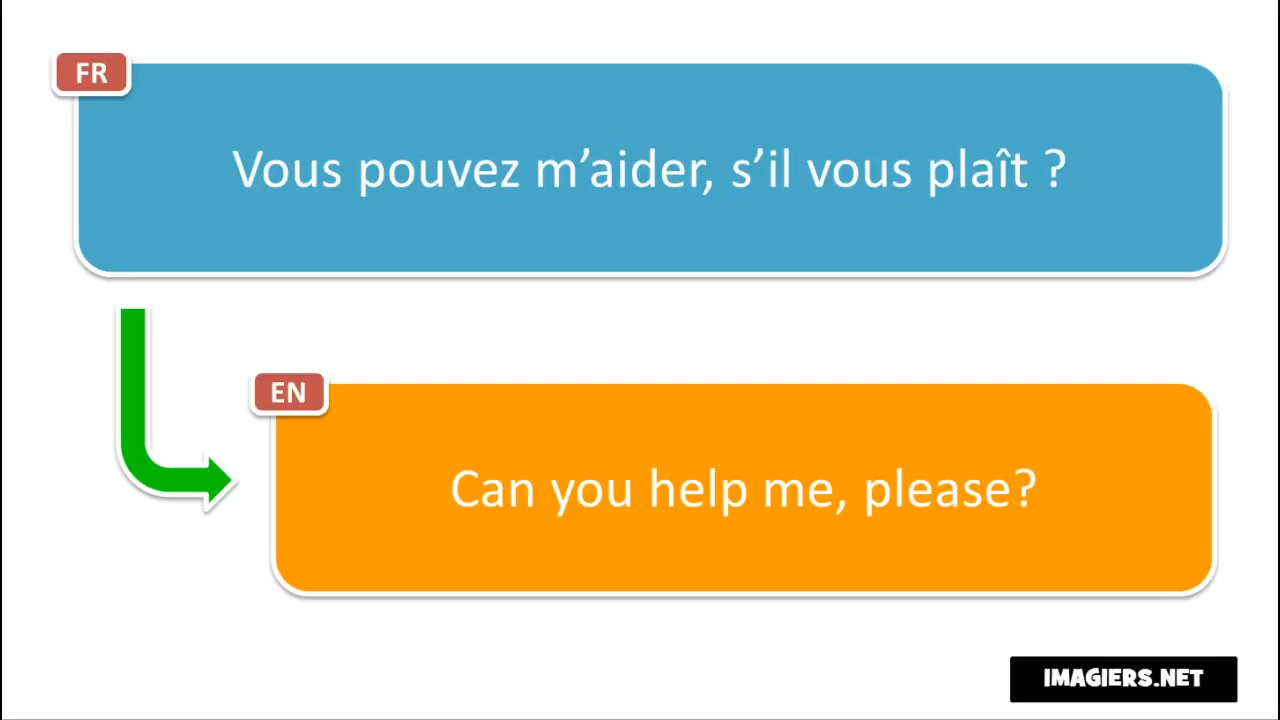 FR
Vous pouvez m’aider, s’il vous plaît ?
EN
Can you help me, please?
IMAGIERS.NET